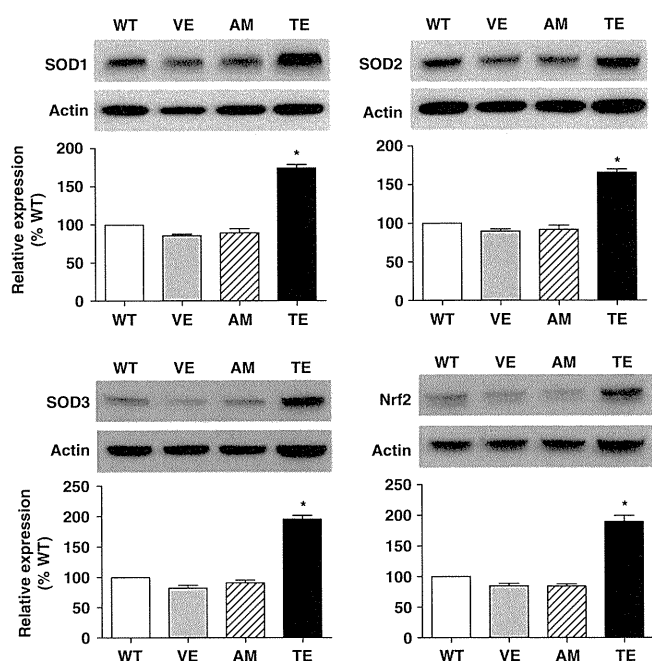 WT VE AM TE
SOD1
Actin
Relative expression
(% WT)
200
*
150
100
50
0
WT VE AM TE
WT VE AM TE
SOD2
Actin
200
*
150
100
50
0
WT VE AM TE
WT VE AM TE
SOD3
Actin
Relative expression
(% WT)
250
*
200
150
100
50
0
WT VE AM TE
WT VE AM TE
Nrf2
Actin
250
*
200
150
100
50
0
WT VE AM TE